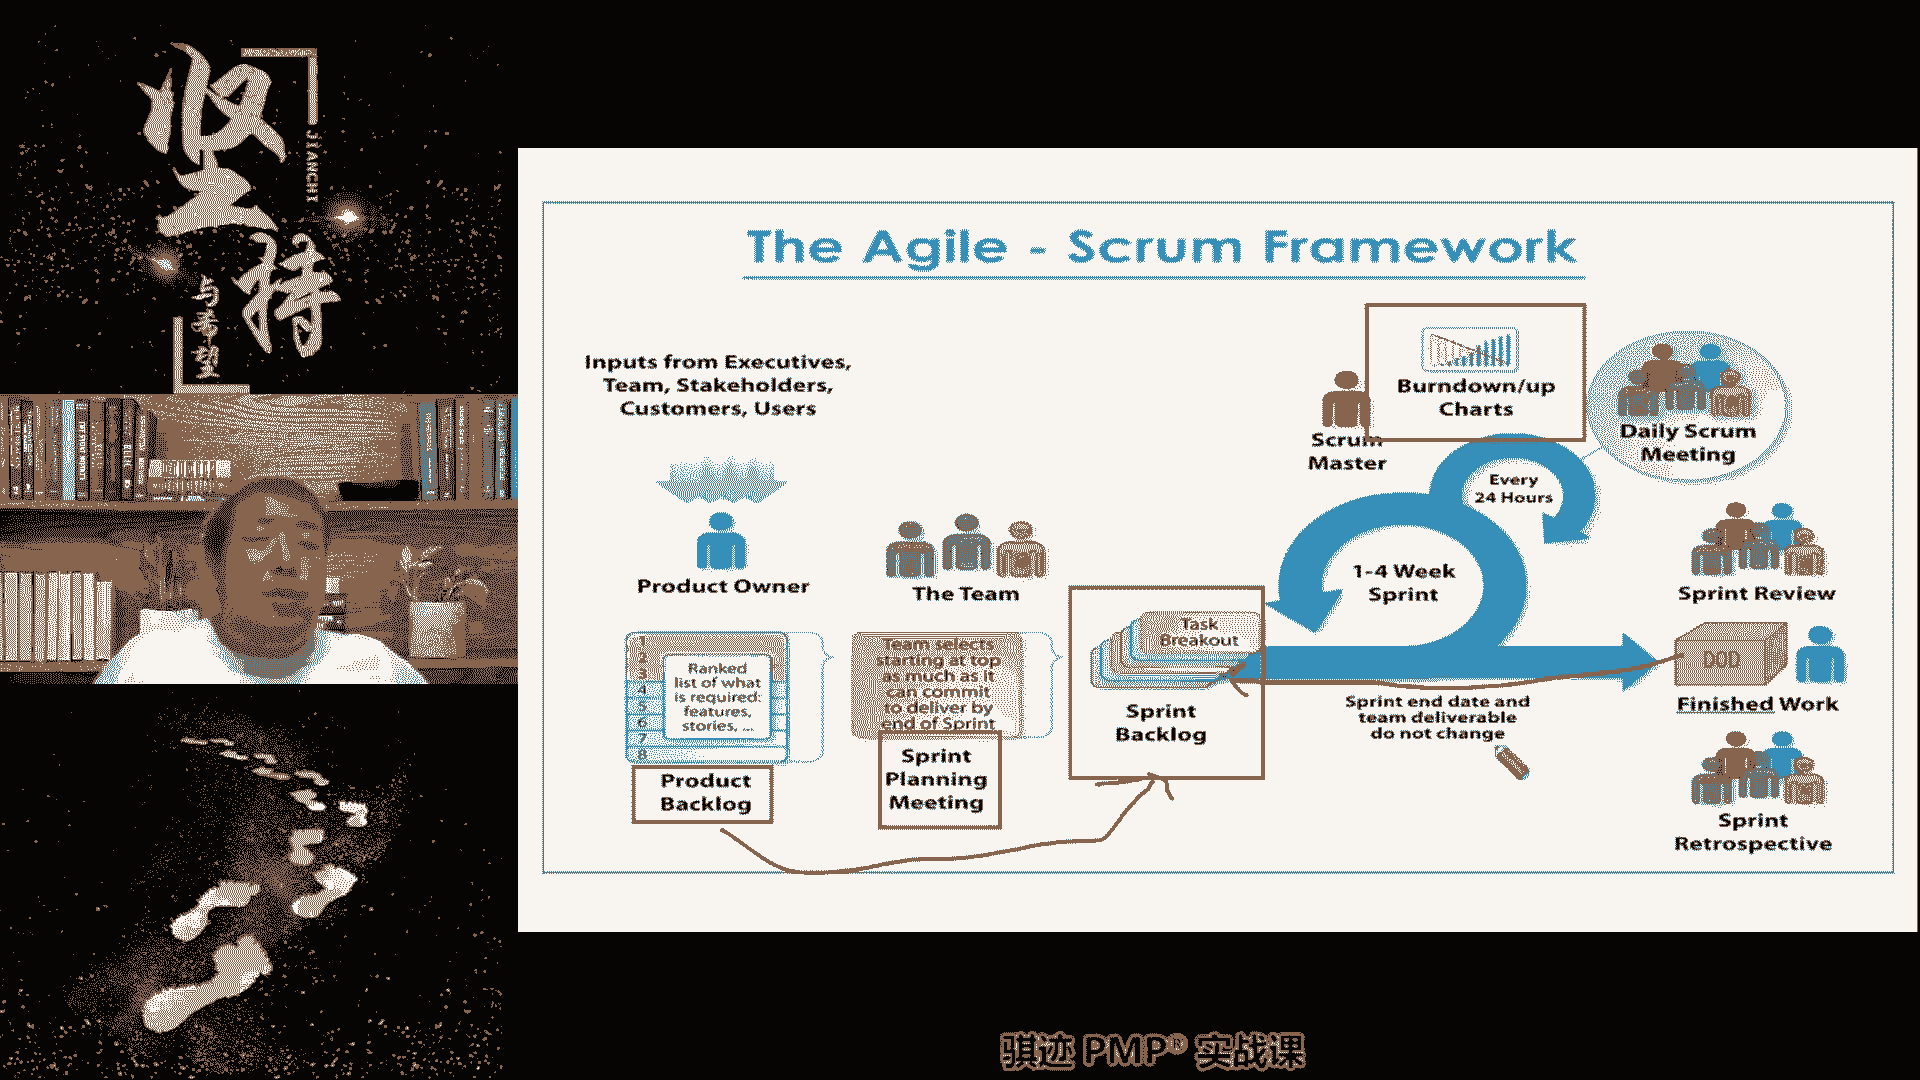 坚
持
JIANCHI
与希望
The Agile - Scrum Framework
Inputs from Executives,
Team, Stakeholders,
Customers, Users
Product Owner
The Team
1
2
3
4
5
6
7
8
Ranked
list of what
is required:
features,
stories, ...
Product
Backlog
Team selects
starting at top
as much as it
can commit
to deliver by
end of Sprint
Sprint
Planning
Meeting
Task
Breakout
Sprint
Backlog
Scrum
Master
Burndown/up
Charts
Every
24 Hours
1-4 Week
Sprint
Sprint end date and
team deliverable
do not change
Daily Scrum
Meeting
Sprint Review
DOD
Finished Work
Sprint
Retrospective
骐迹 PMP® 实战课